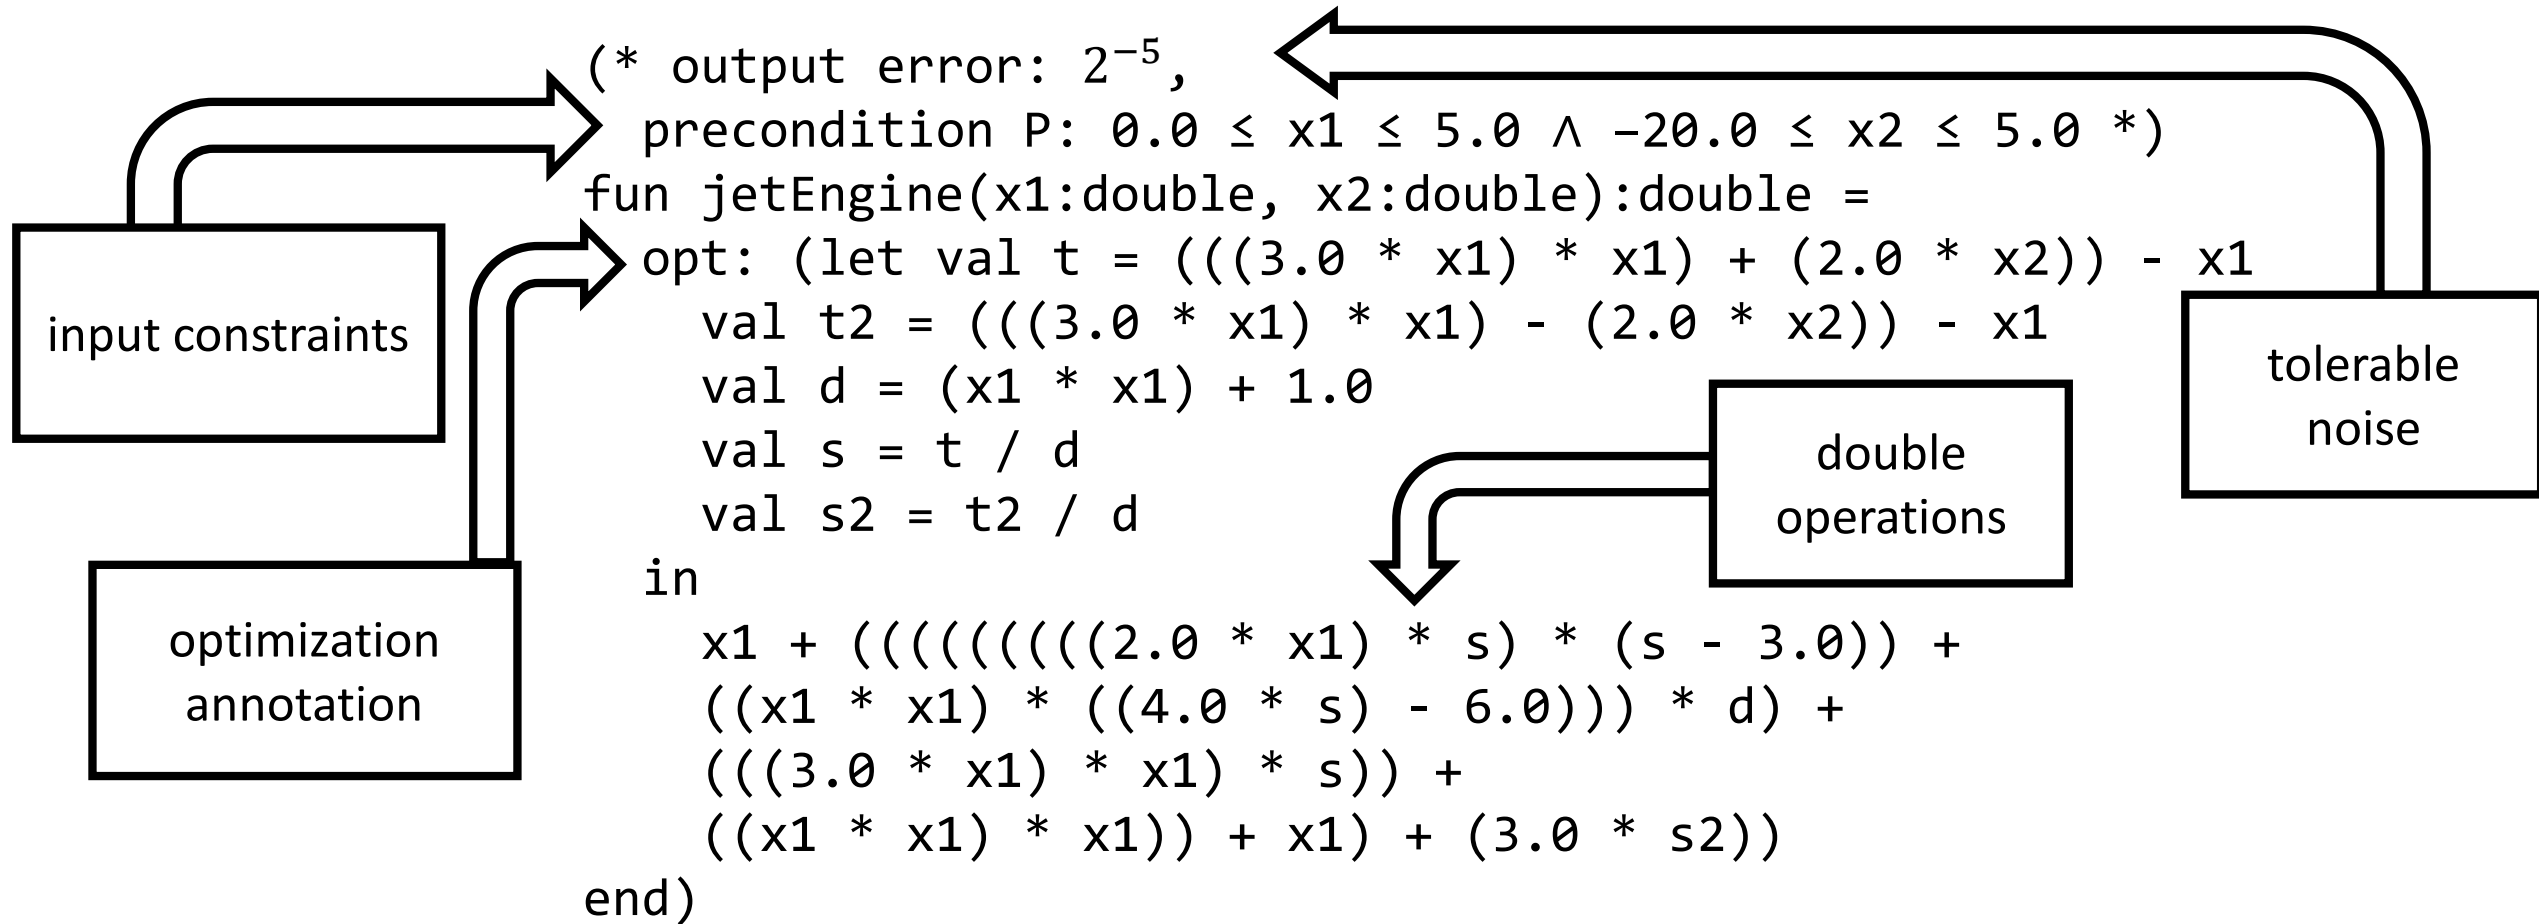 (* output error: 2⁻⁵,
precondition P: 0.0 ≤ x1 ≤ 5.0 ∧ −20.0 ≤ x2 ≤ 5.0 *)
fun jetEngine(x1:double, x2:double):double =
opt: (let val t = (((3.0 * x1) * x1) + (2.0 * x2)) - x1
val t2 = (((3.0 * x1) * x1) - (2.0 * x2)) - x1
val d = (x1 * x1) + 1.0
val s = t / d
val s2 = t2 / d
in
x1 + (((((((((2.0 * x1) * s) * (s - 3.0)) +
((x1 * x1) * ((4.0 * s) - 6.0))) * d) +
(((3.0 * x1) * x1) * s)) +
((x1 * x1) * x1)) + x1) + (3.0 * s2))
end)
input constraints
optimization
annotation
double
operations
tolerable
noise